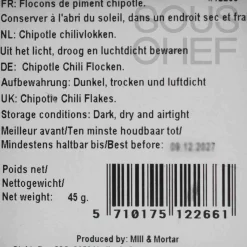 FR: Flocons de piment chipotle.
Conserver à l'abri du soleil, dans un endroit sec et fra
NL: Chipotle chilivlokken.
Uit het licht, droog en luchtdicht bewaren
DE: Chipotle Chili Flocken.
Aufbewahrung: Dunkel, trocken und luftdicht
UK: Chipotle Chili Flakes.
Storage conditions: Dark, dry and airtight
Meilleur avant/Ten minste houdbaar tot/
Mindestens haltbar bis/Best before: 09.12.2027
SOUS
CHEF
Poids net/
Nettogewicht/
Net weight: 45 g.
5 710175 122661
Produced by: Mill & Mortar